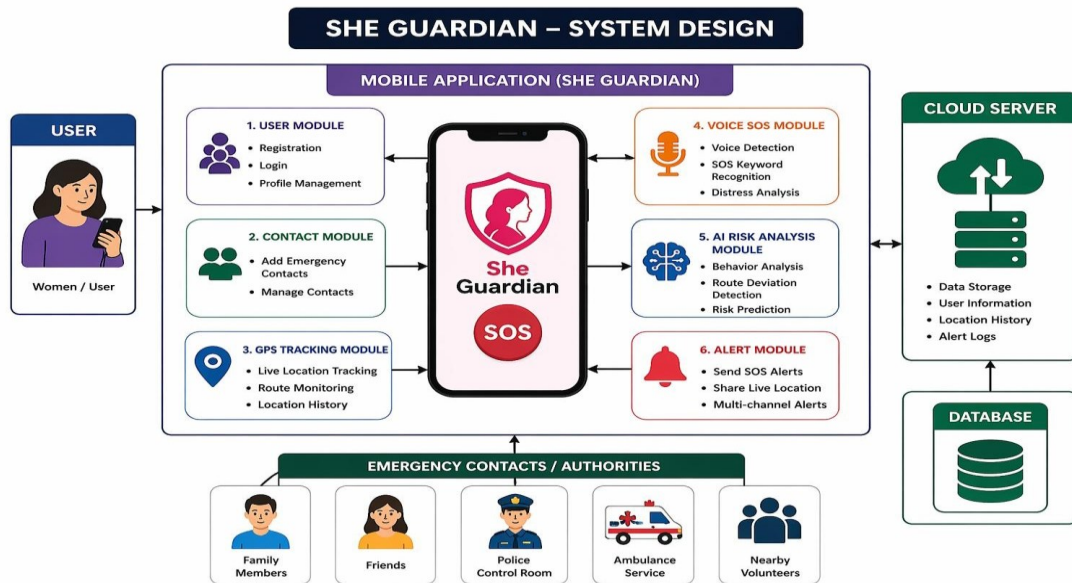 SHE GUARDIAN – SYSTEM DESIGN
MOBILE APPLICATION (SHE GUARDIAN)
USER
Women / User
1. USER MODULE
• Registration
• Login
• Profile Management
2. CONTACT MODULE
• Add Emergency
Contacts
• Manage Contacts
3. GPS TRACKING MODULE
• Live Location Tracking
• Route Monitoring
• Location History
She
Guardian
SOS
4. VOICE SOS MODULE
• Voice Detection
• SOS Keyword
Recognition
• Distress Analysis
5. AI RISK ANALYSIS
MODULE
• Behavior Analysis
• Route Deviation
Detection
• Risk Prediction
6. ALERT MODULE
• Send SOS Alerts
• Share Live Location
• Multi-channel Alerts
CLOUD SERVER
• Data Storage
• User Information
• Location History
• Alert Logs
DATABASE
EMERGENCY CONTACTS / AUTHORITIES
Family
Members
Friends
Police
Control Room
Ambulance
Service
Nearby
Volunteers